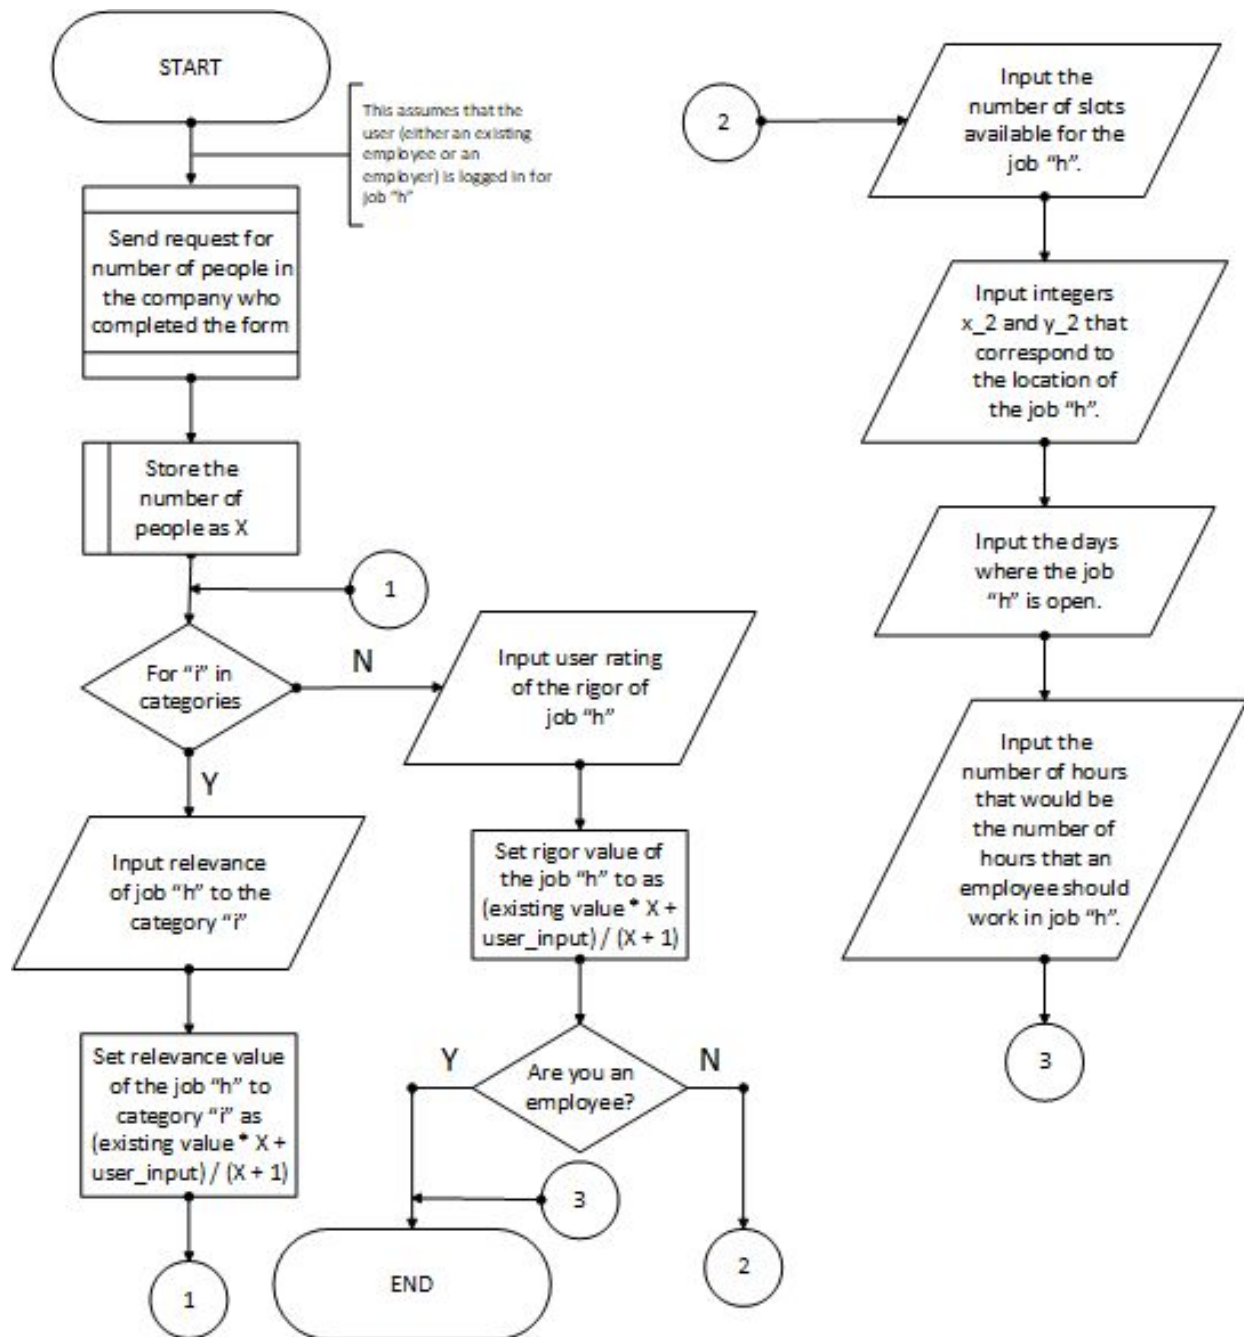 START
This assumes that the
user (either an existing
employee or an
employer) is logged in for
job “h”
Send request for
number of people in
the company who
completed the form
Store the
number of
people as X
1
For “i” in
categories
N
Y
Input relevance
of job “h” to the
category “i”
Set relevance value
of the job “h” to
category “i” as
(existing value * X +
user_input) / (X + 1)
1
Input user rating
of the rigor of
job “h”
Set rigor value of
the job “h” to as
(existing value * X +
user_input) / (X + 1)
Y
Are you an
employee?
N
3
END
2
2
Input the
number of slots
available for the
job “h”.
Input integers
x_2 and y_2 that
correspond to
the location of
the job “h”.
Input the days
where the job
“h” is open.
Input the
number of hours
that would be
the number of
hours that an
employee should
work in job “h”.
3